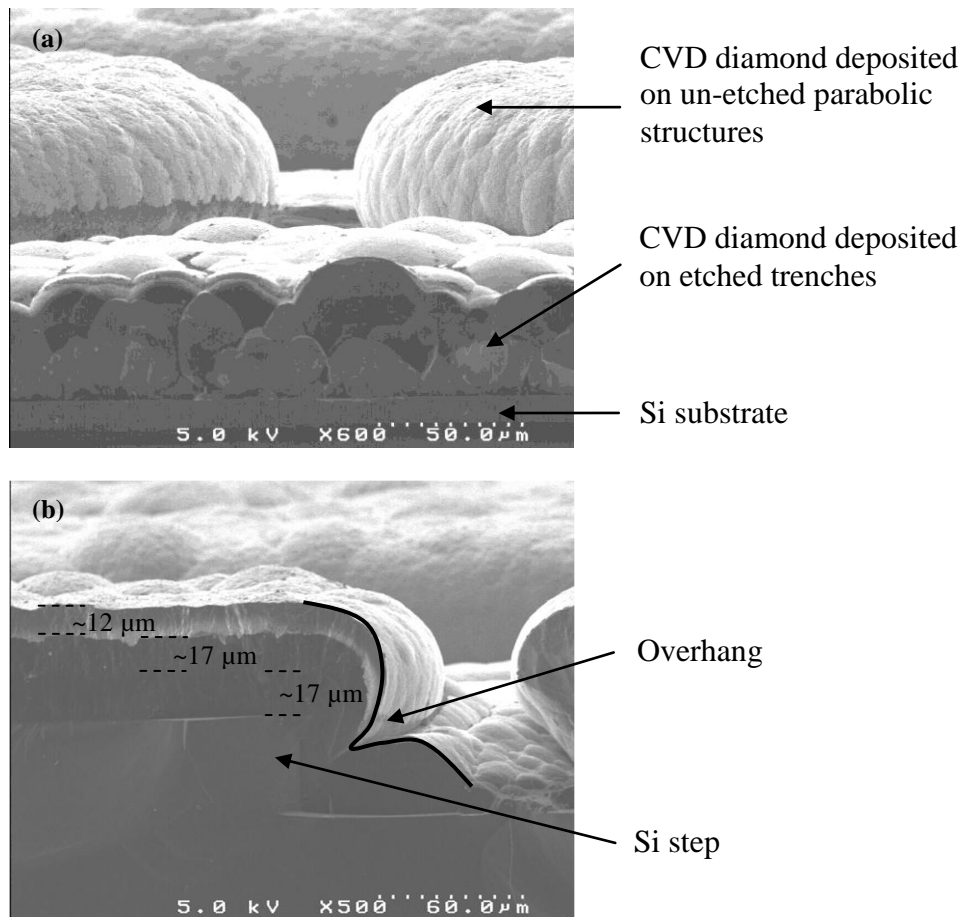 (a)
CVD diamond deposited
on un-etched parabolic
structures
CVD diamond deposited
on etched trenches
Si substrate
5.0 kV X600 50.0µm
(b)
~12 µm
~17 µm
~17 µm
Overhang
Si step
5.0 kV X500 60.0µm